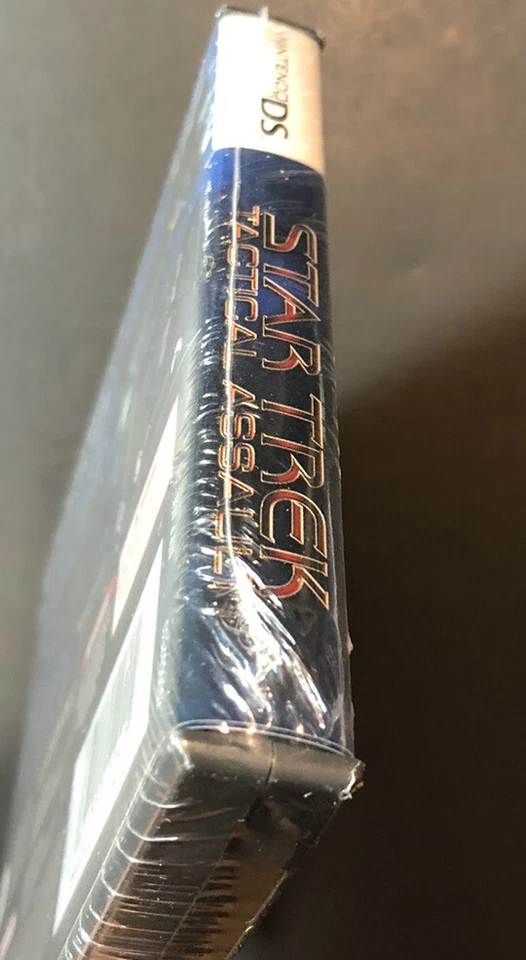 NINTENDO DS
STAR TREK
TACTICAL ASSAULT